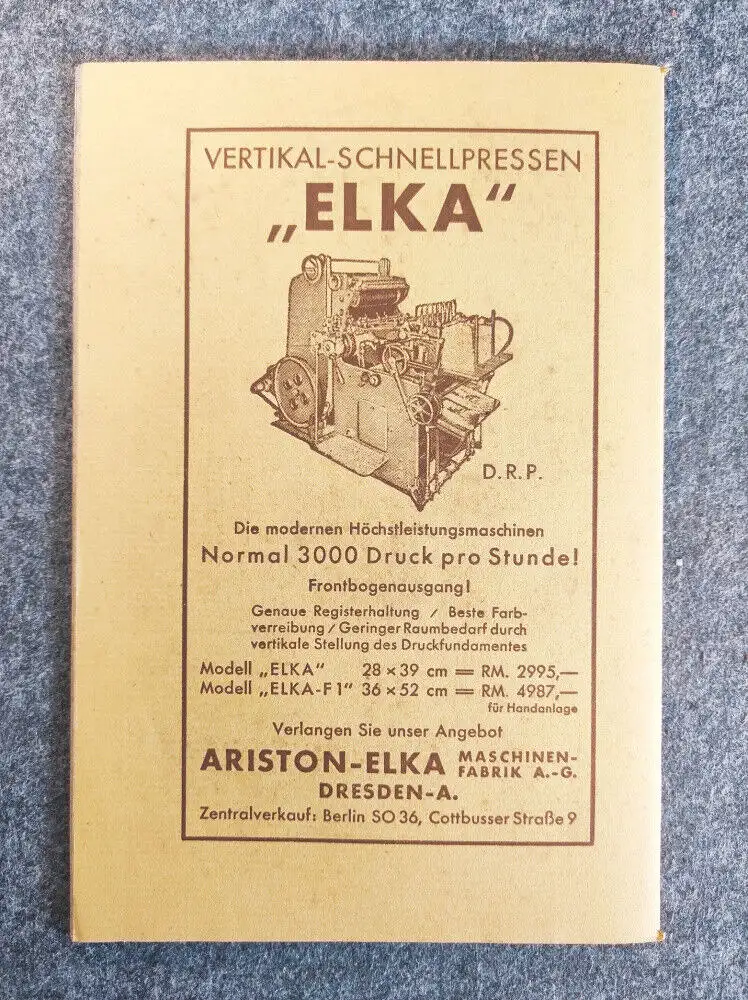 VERTIKAL-SCHNELLPRESSEN
„ELKA“
D.R.P.
Die modernen Höchstleistungsmaschinen
Normal 3000 Druck pro Stunde!
Frontbogenausgang!
Genaue Registerhaltung / Beste Farb-
verreibung / Geringer Raumbedarf durch
vertikale Stellung des Druckfundamentes
Modell „ELKA“ 28 × 39 cm = RM. 2995,—
Modell „ELKA-F1“ 36 × 52 cm = RM. 4987,—
für Handanlage
Verlangen Sie unser Angebot
ARISTON-ELKA MASCHINEN-
FABRIK A.-G.
DRESDEN-A.
Zentralverkauf: Berlin SO 36, Cottbusser Straße 9